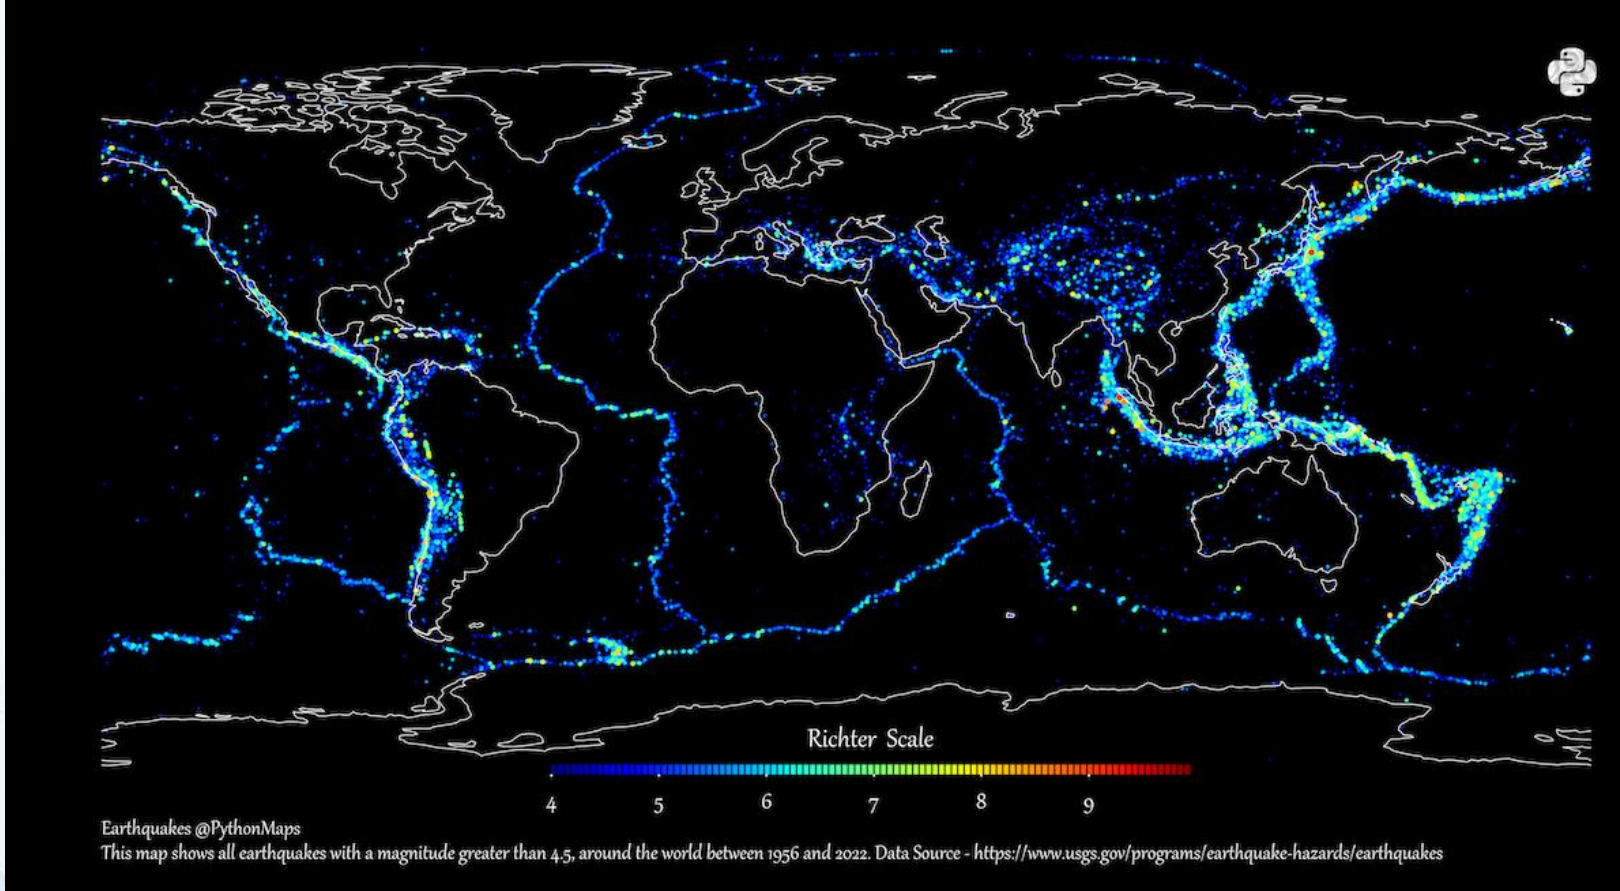 Richter Scale
4 5 6 7 8 9
Earthquakes @PythonMaps
This map shows all earthquakes with a magnitude greater than 4.5, around the world between 1956 and 2022. Data Source - https://www.usgs.gov/programs/earthquake-hazards/earthquakes